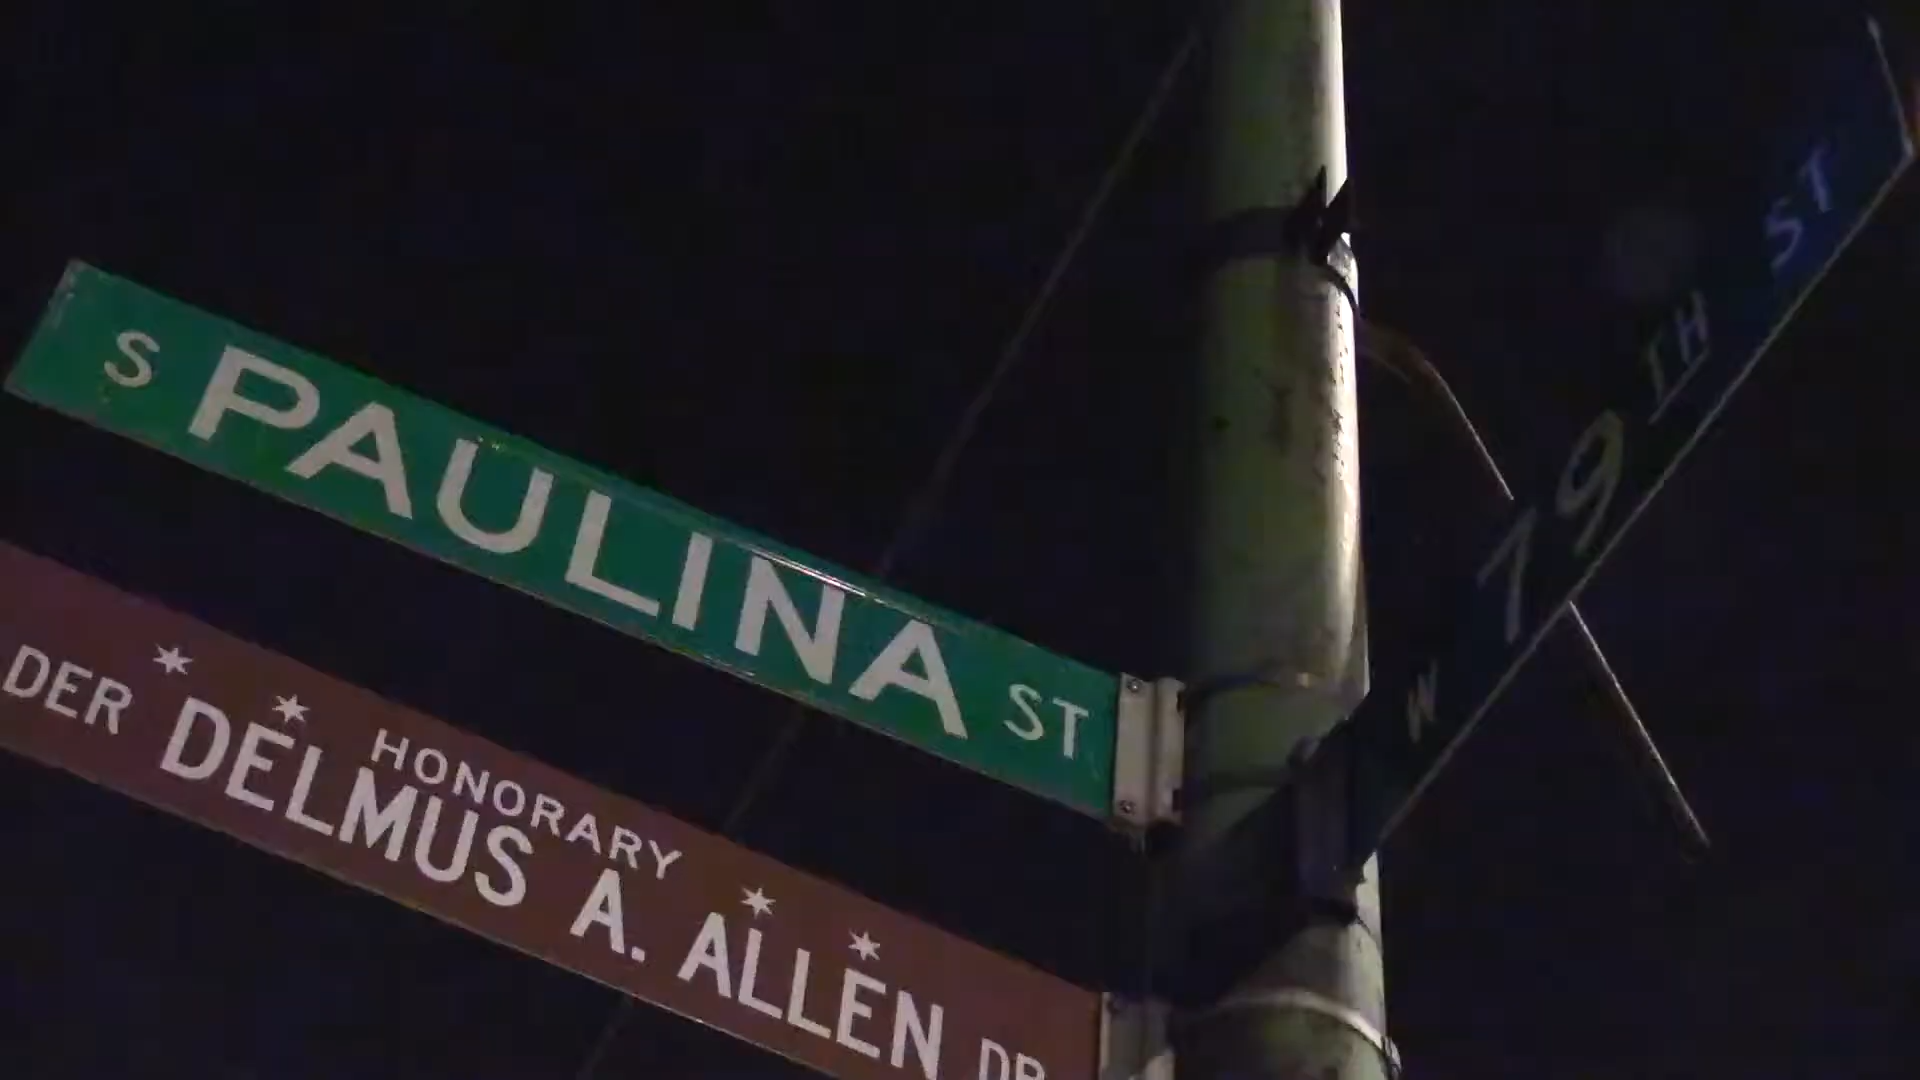 S PAULINA ST
HONORARY
DER DELMUS A. ALLEN DR
W 79TH ST